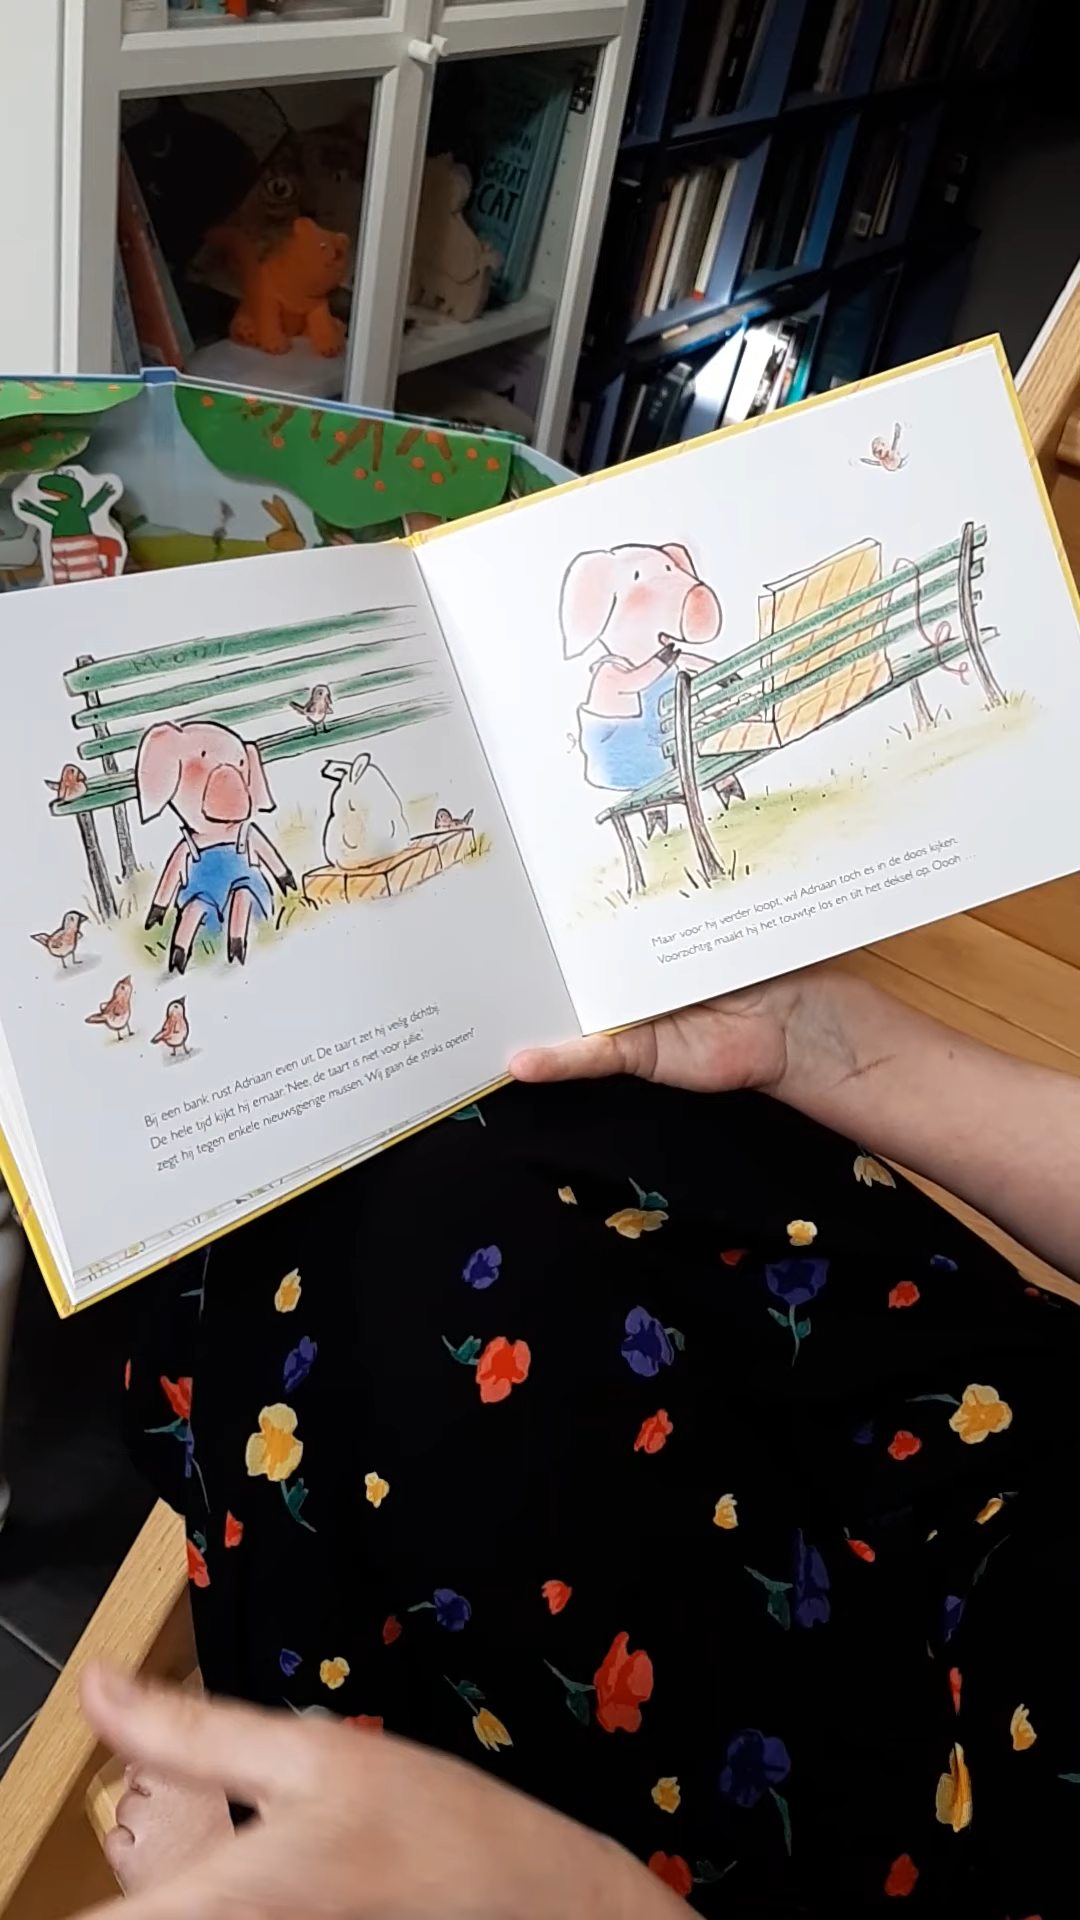 GREAT
CAT
Bij een bank rust Adriaan even uit. De taart zet hij veilig dichtbij.
De hele tijd kijkt hij ernaar. 'Nee, de taart is niet voor jullie,'
zegt hij tegen enkele nieuwsgierige mussen. 'Wij gaan die straks opeten!'
Maar voor hij verder loopt, wil Adriaan toch es in de doos kijken.
Voorzichtig maakt hij het touwtje los en tilt het deksel op. Oooh ...